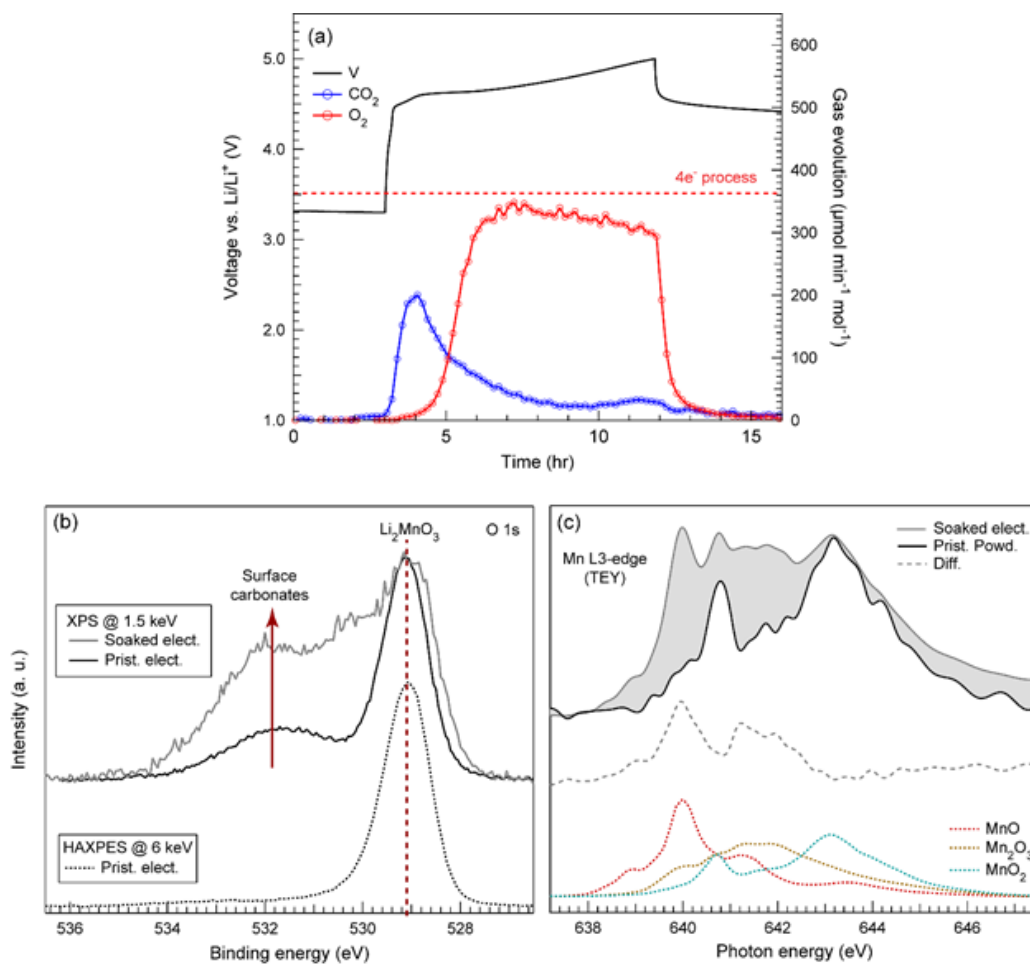 (a)
V
CO2
O2
4e- process
5.0
4.0
3.0
2.0
1.0
Voltage vs. Li/Li+ (V)
600
500
400
300
200
100
0
Gas evolution (µmol min-1 mol-1)
0
5
10
15
Time (hr)
(b)
Li2MnO3
O 1s
Surface
carbonates
XPS @ 1.5 keV
Soaked elect.
Prist. elect.
HAXPES @ 6 keV
Prist. elect.
Intensity (a. u.)
536
534
532
530
528
Binding energy (eV)
(c)
Mn L3-edge
(TEY)
Soaked elect.
Prist. Powd.
Diff.
MnO
Mn2O3
MnO2
638
640
642
644
646
Photon energy (eV)